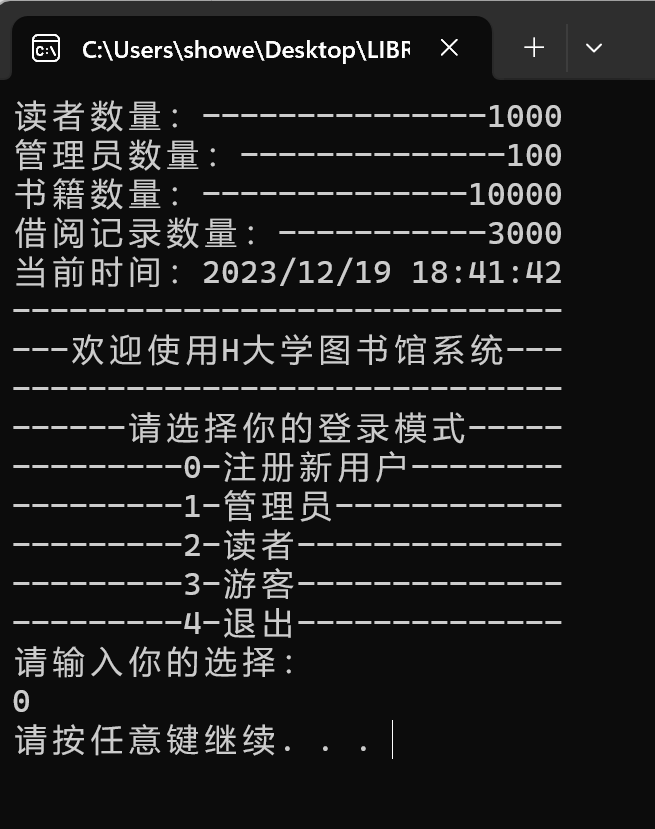 C:\Users\showe\Desktop\LIBR
读者数量：---------------1000
管理员数量：--------------100
书籍数量：--------------10000
借阅记录数量：-----------3000
当前时间：2023/12/19 18:41:42
-----------------------------
---欢迎使用H大学图书馆系统---
-----------------------------
------请选择你的登录模式-----
---------0-注册新用户--------
---------1-管理员------------
---------2-读者--------------
---------3-游客--------------
---------4-退出--------------
请输入你的选择：
0
请按任意键继续. . .